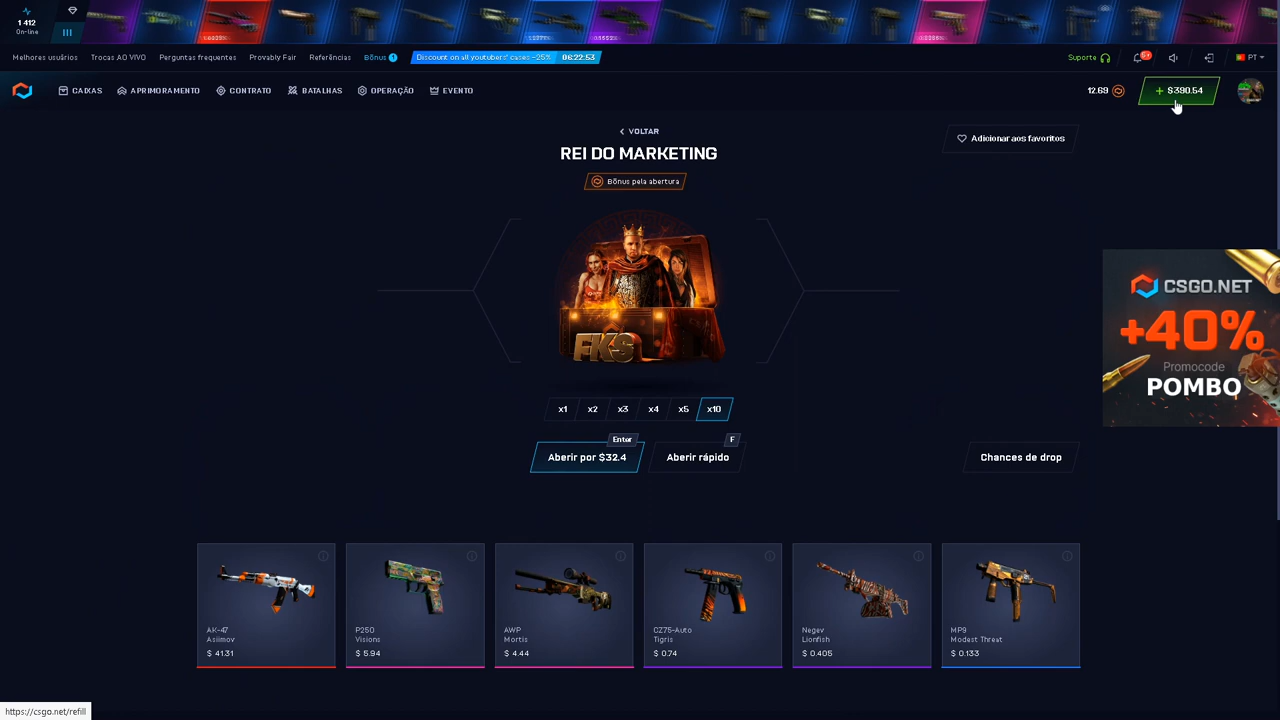 1 412
On-line
Melhores usuários Trocas AO VIVO Perguntas frequentes Provably Fair Referências Bônus Discount on all youtubers' cases -25% 06:22:53 Suporte PT
CAIXAS APRIMORAMENTO CONTRATO BATALHAS OPERAÇÃO EVENTO 12.69 + $390.54
VOLTAR
Adicionar aos favoritos
REI DO MARKETING
Bônus pela abertura
FKS
CSGO.NET
+40%
Promocode
POMBO
x1 x2 x3 x4 x5 x10
Enter F
Aberir por $32.4 Aberir rápido Chances de drop
AK-47
Asiimov
$ 41.31
P250
Visions
$ 5.94
AWP
Mortis
$ 4.44
CZ75-Auto
Tigris
$ 0.74
Negev
Lionfish
$ 0.405
MP9
Modest Threat
$ 0.133
https://csgo.net/refill